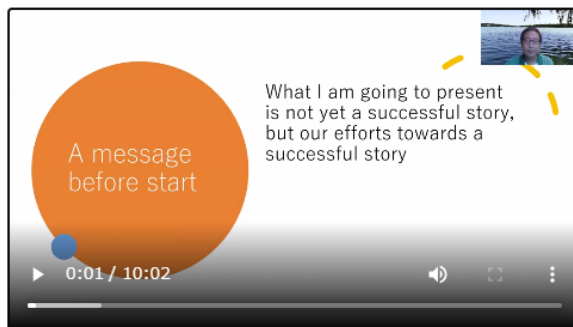 A message
before start
What I am going to present
is not yet a successful story,
but our efforts towards a
successful story
0:01 / 10:02